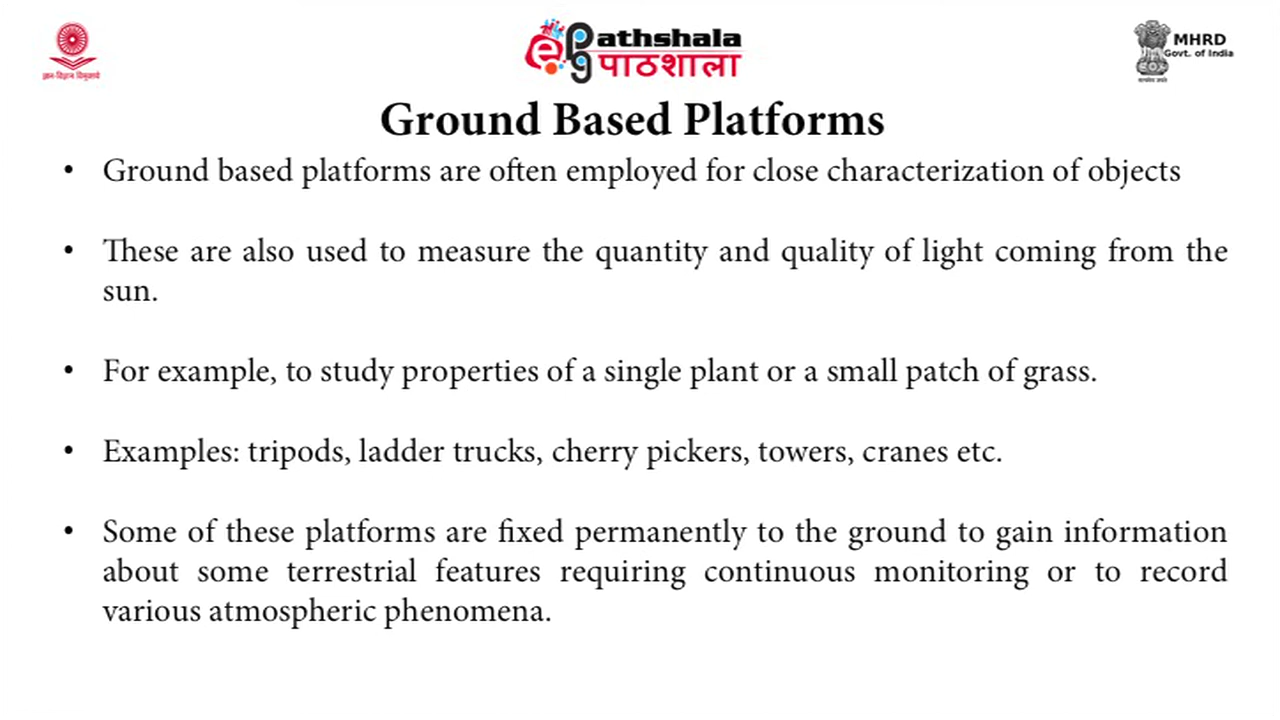 ज्ञान-विज्ञान विमुक्तये
ePathshala
पाठशाला
MHRD
Govt. of India
Ground Based Platforms
• Ground based platforms are often employed for close characterization of objects
• These are also used to measure the quantity and quality of light coming from the
sun.
• For example, to study properties of a single plant or a small patch of grass.
• Examples: tripods, ladder trucks, cherry pickers, towers, cranes etc.
• Some of these platforms are fixed permanently to the ground to gain information
about some terrestrial features requiring continuous monitoring or to record
various atmospheric phenomena.